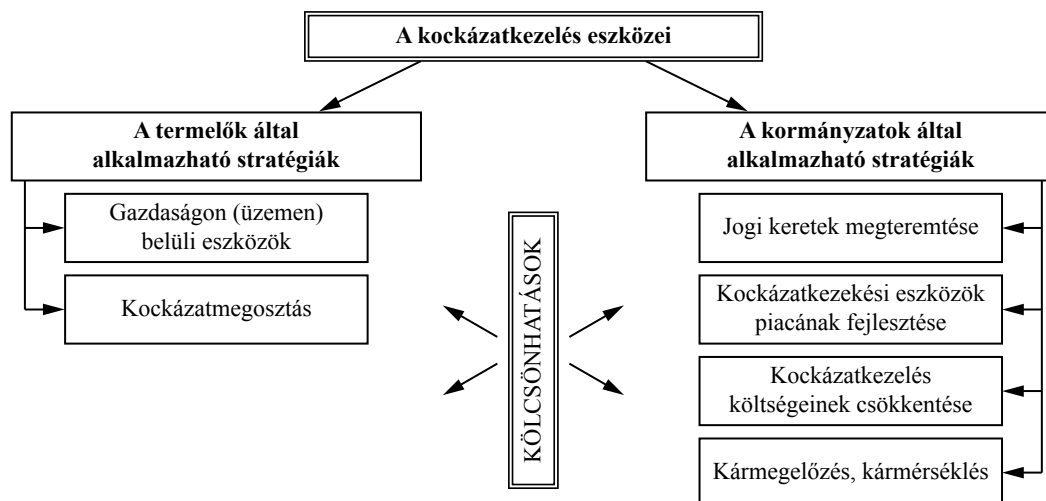 A kockázatkezelés eszközei
A termelők által
alkalmazható stratégiák
Gazdaságon (üzemen)
belüli eszközök
Kockázatmegosztás
KÖLCSÖNHATÁSOK
A kormányzatok által
alkalmazható stratégiák
Jogi keretek megteremtése
Kockázatkezekési eszközök
piacának fejlesztése
Kockázatkezelés
költségeinek csökkentése
Kármegelőzés, kármérséklés